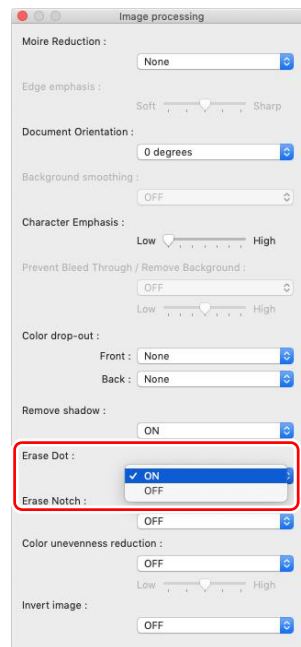 Image processing
Moire Reduction :
None
Edge emphasis :
Soft Sharp
Document Orientation :
0 degrees
Background smoothing :
OFF
Character Emphasis :
Low High
Prevent Bleed Through / Remove Background :
OFF
Low High
Color drop-out :
Front : None
Back : None
Remove shadow :
ON
Erase Dot :
✓ ON
OFF
Erase Notch :
OFF
Color unevenness reduction :
OFF
Low High
Invert image :
OFF